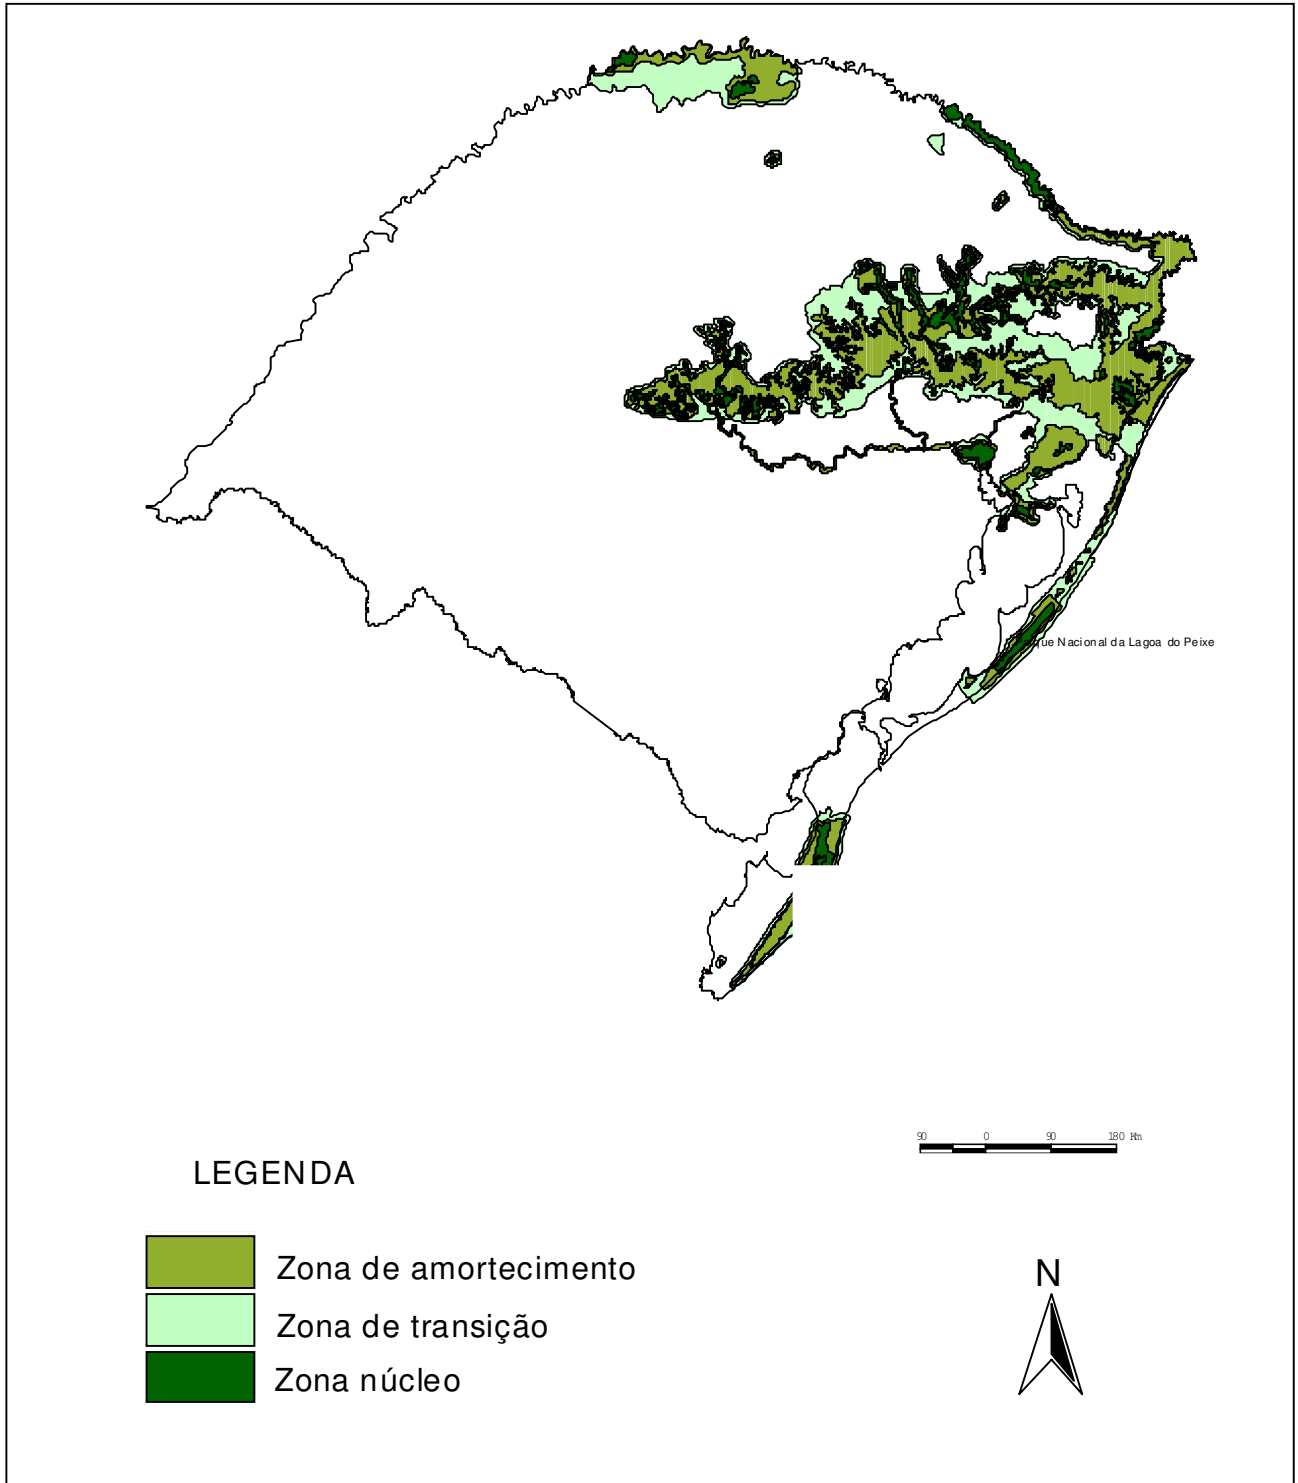 que Nacional da Lagoa do Peixe
90 0 90 180 Km
LEGENDA
Zona de amortecimento
Zona de transição
Zona núcleo
N